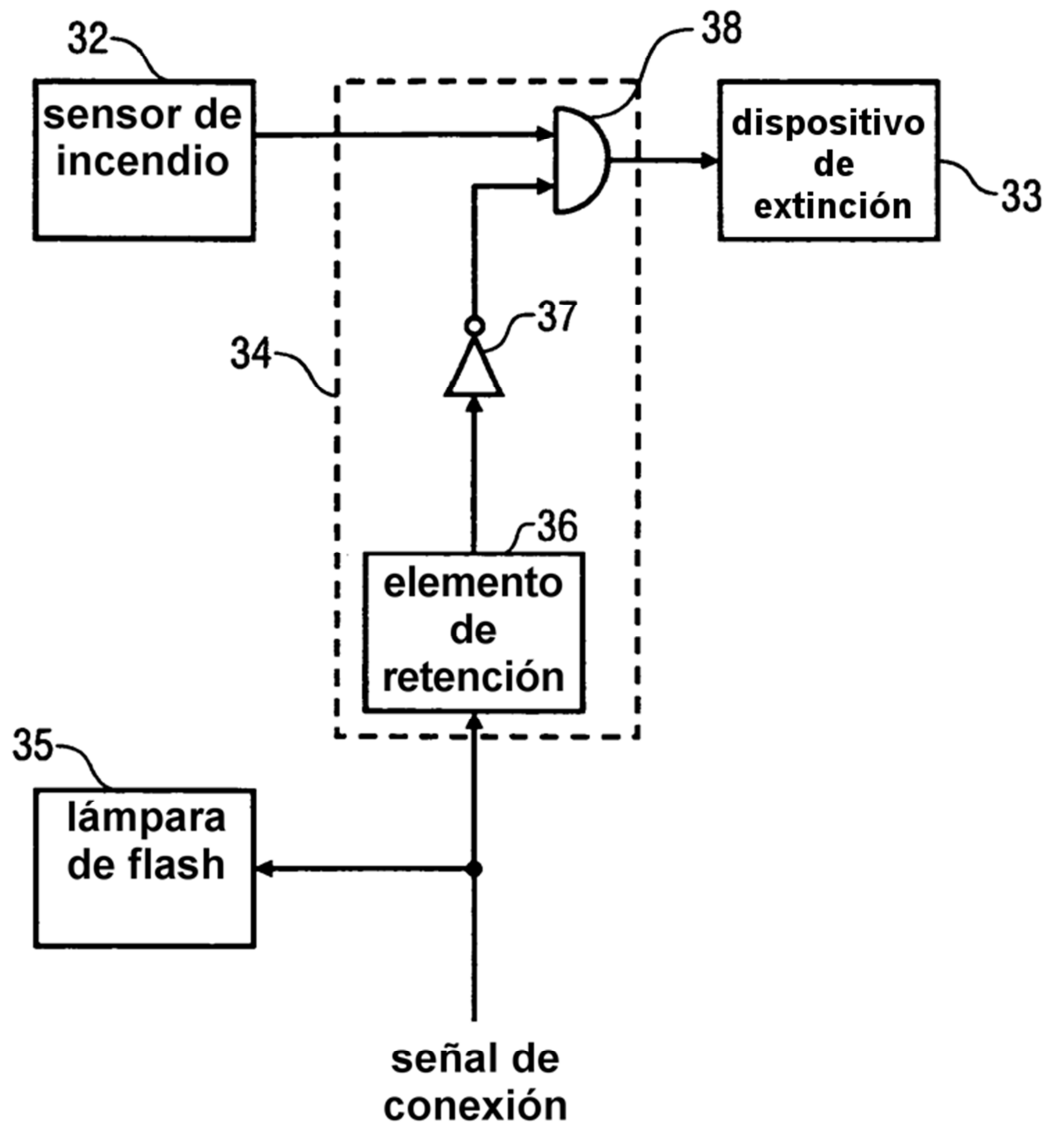 32
sensor de
incendio
38
dispositivo
de
extinción
33
34
37
36
elemento
de
retención
35
lámpara
de flash
señal de
conexión